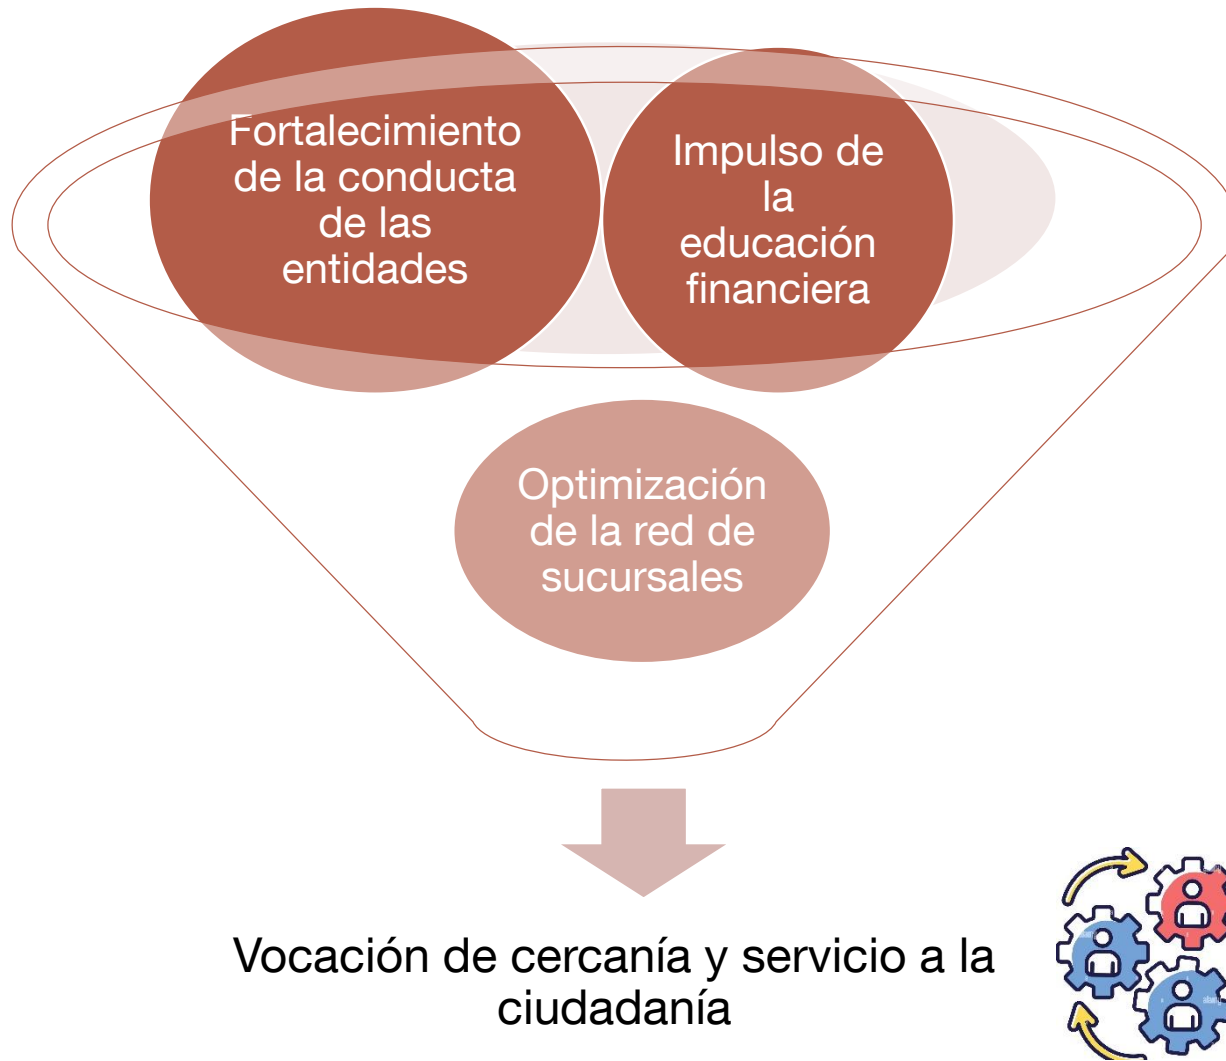 Fortalecimiento
de la conducta
de las
entidades
Impulso de
la
educación
financiera
Optimización
de la red de
sucursales
Vocación de cercanía y servicio a la
ciudadanía